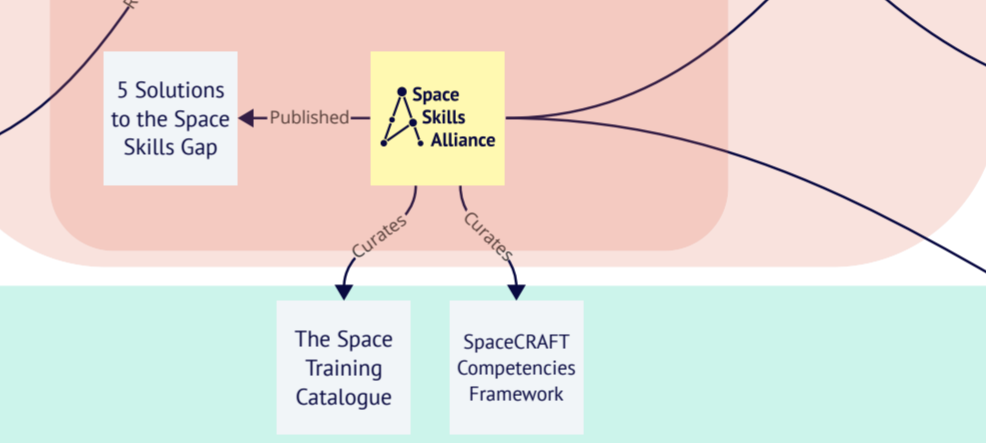 5 Solutions
to the Space
Skills Gap
Published
Space
Skills
Alliance
Curates
Curates
The Space
Training
Catalogue
SpaceCRAFT
Competencies
Framework